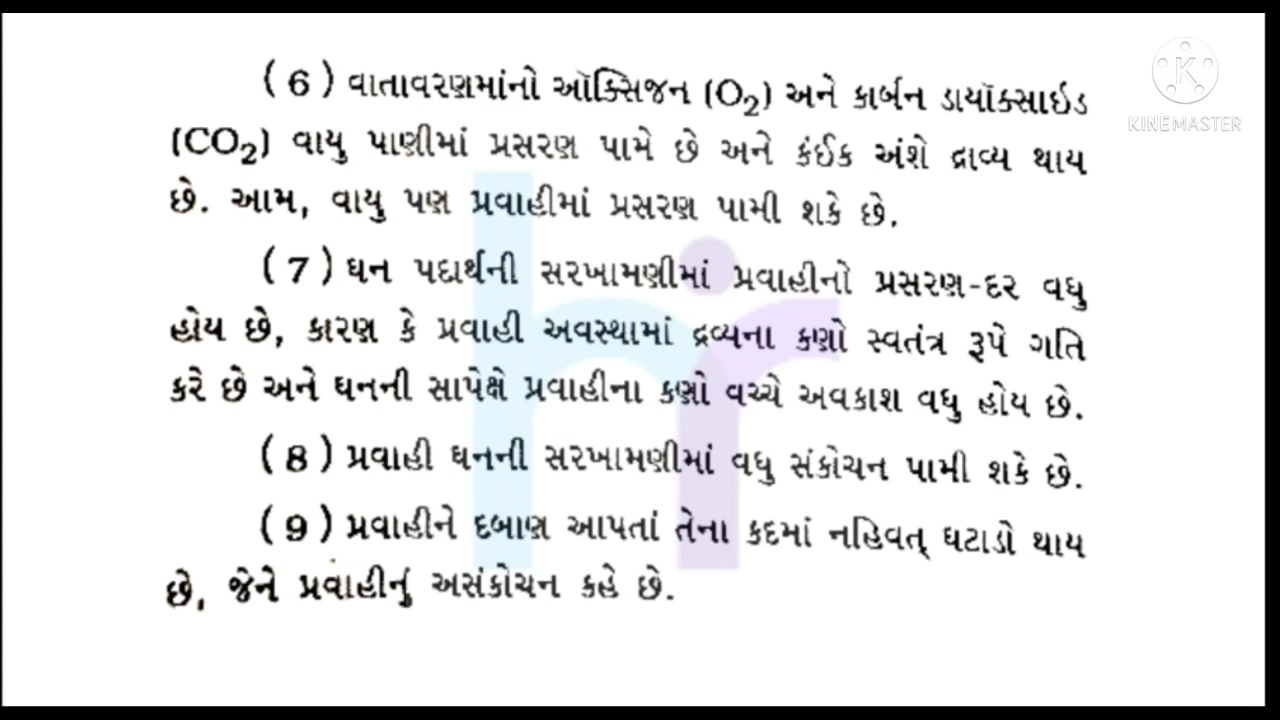 (6) વાતાવરણમાંનો ઑક્સિજન (O₂) અને કાર્બન ડાયૉક્સાઇડ
(CO₂) વાયુ પાણીમાં પ્રસરણ પામે છે અને કંઈક અંશે દ્રાવ્ય થાય
છે. આમ, વાયુ પણ પ્રવાહીમાં પ્રસરણ પામી શકે છે.
(7) ઘન પદાર્થની સરખામણીમાં પ્રવાહીનો પ્રસરણ-દર વધુ
હોય છે, કારણ કે પ્રવાહી અવસ્થામાં દ્રવ્યના કણો સ્વતંત્ર રૂપે ગતિ
કરે છે અને ઘનની સાપેક્ષે પ્રવાહીના કણો વચ્ચે અવકાશ વધુ હોય છે.
(8) પ્રવાહી ઘનની સરખામણીમાં વધુ સંકોચન પામી શકે છે.
(9) પ્રવાહીને દબાણ આપતાં તેના કદમાં નહિવત્ ઘટાડો થાય
છે, જેને પ્રવાહીનું અસંકોચન કહે છે.
K
KINEMASTER
hr